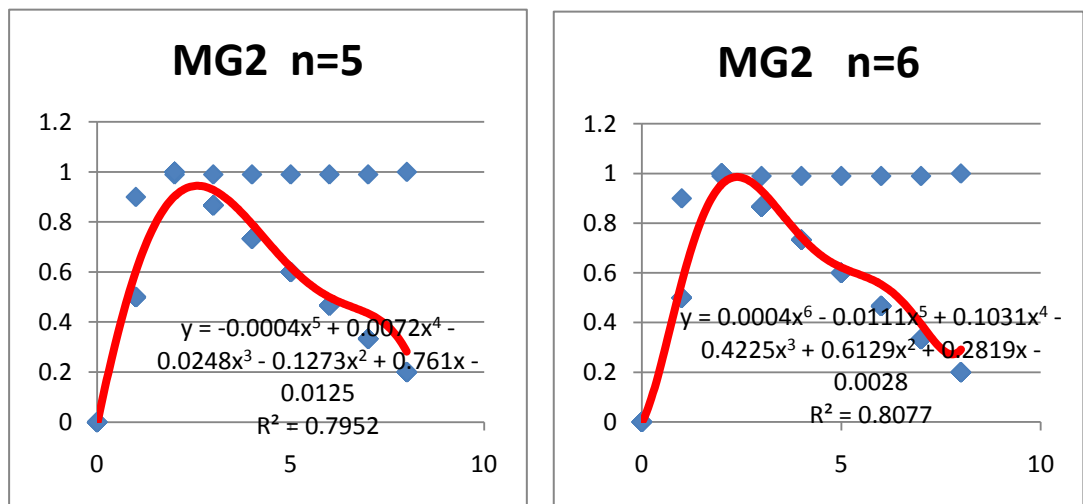 MG2 n=5
1.2
1
0.8
0.6
0.4
0.2
0
0
5
10
y = -0.0004x⁵ + 0.0072x⁴ -
0.0248x³ - 0.1273x² + 0.761x -
0.0125
R² = 0.7952
MG2 n=6
1.2
1
0.8
0.6
0.4
0.2
0
0
5
10
y = 0.0004x⁶ - 0.0111x⁵ + 0.1031x⁴ -
0.4225x³ + 0.6129x² + 0.2819x -
0.0028
R² = 0.8077